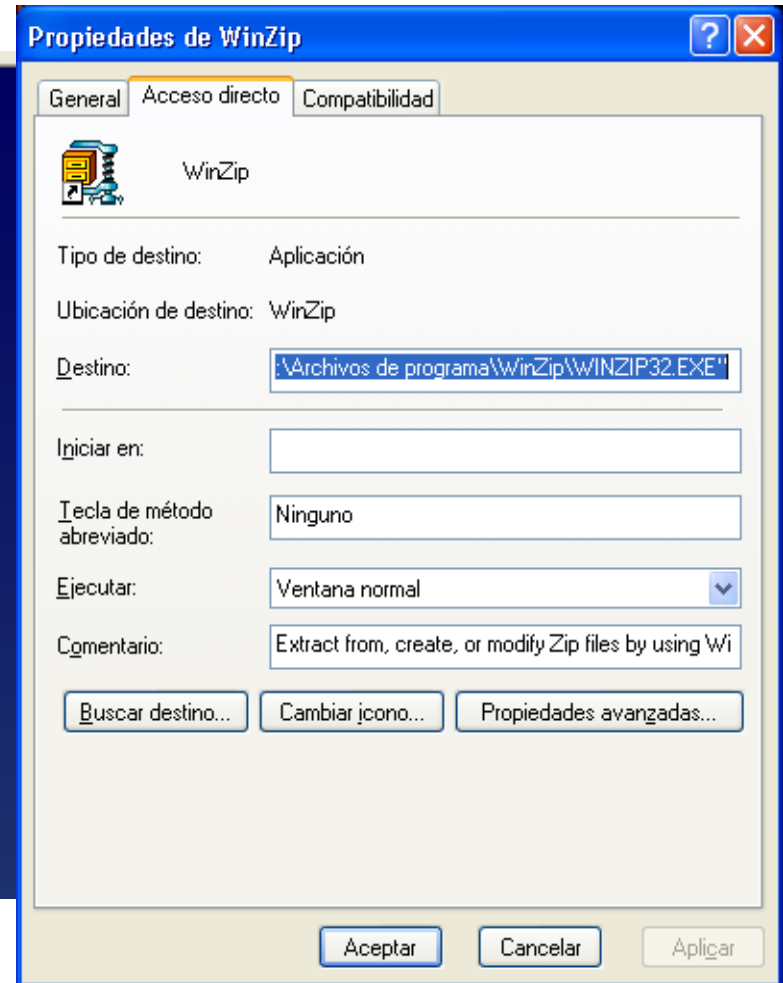 Propiedades de WinZip
General Acceso directo Compatibilidad
WinZip
Tipo de destino: Aplicación
Ubicación de destino: WinZip
Destino: :\Archivos de programa\WinZip\WINZIP32.EXE"
Iniciar en:
Tecla de método abreviado: Ninguno
Ejecutar: Ventana normal
Comentario: Extract from, create, or modify Zip files by using Wi
Buscar destino... Cambiar icono... Propiedades avanzadas...
Aceptar Cancelar Aplicar